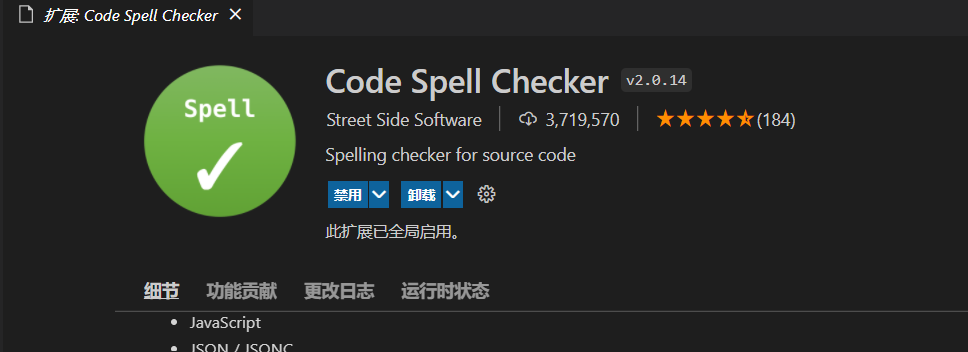 扩展: Code Spell Checker
Spell
Code Spell Checker v2.0.14
Street Side Software 3,719,570 (184)
Spelling checker for source code
禁用 卸载
此扩展已全局启用。
细节 功能贡献 更改日志 运行时状态
JavaScript
JSON / JSONC